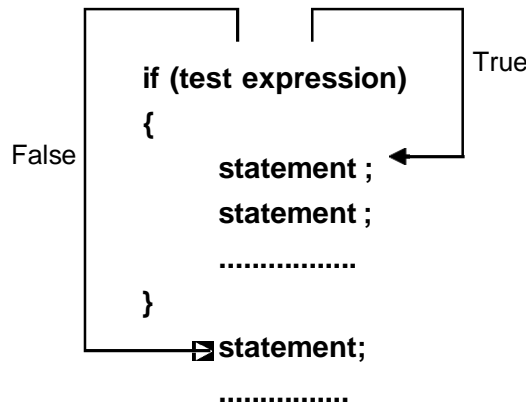 if (test expression)
True
{
False
statement ;
statement ;
.................
}
statement;
................